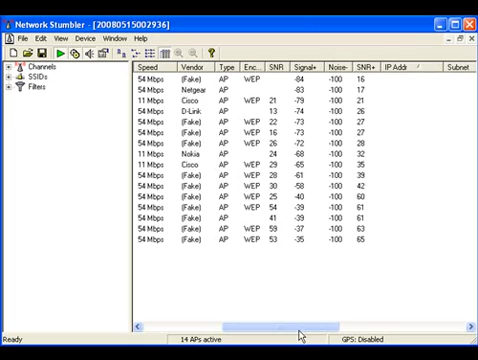 Network Stumbler - [20080515002936]
File Edit View Device Window Help
Channels
SSIDs
Filters
Speed Vendor Type Enc... SNR Signal+ Noise- SNR+ IP Addr Subnet
54 Mbps (Fake) AP WEP -84 -100 16
54 Mbps Netgear AP -83 -100 17
11 Mbps Cisco AP WEP 21 -79 -100 21
54 Mbps D-Link AP 13 -74 -100 26
54 Mbps (Fake) AP WEP 22 -73 -100 27
54 Mbps (Fake) AP WEP 16 -73 -100 27
54 Mbps (Fake) AP WEP 26 -72 -100 28
11 Mbps Nokia AP 24 -68 -100 32
11 Mbps Cisco AP WEP 29 -65 -100 35
54 Mbps (Fake) AP WEP 28 -61 -100 39
54 Mbps (Fake) AP WEP 30 -58 -100 42
54 Mbps (Fake) AP WEP 25 -40 -100 60
54 Mbps (Fake) AP 54 -39 -100 61
54 Mbps (Fake) AP 41 -39 -100 61
54 Mbps (Fake) AP WEP 59 -37 -100 63
54 Mbps (Fake) AP WEP 53 -35 -100 65
Ready 14 APs active GPS: Disabled